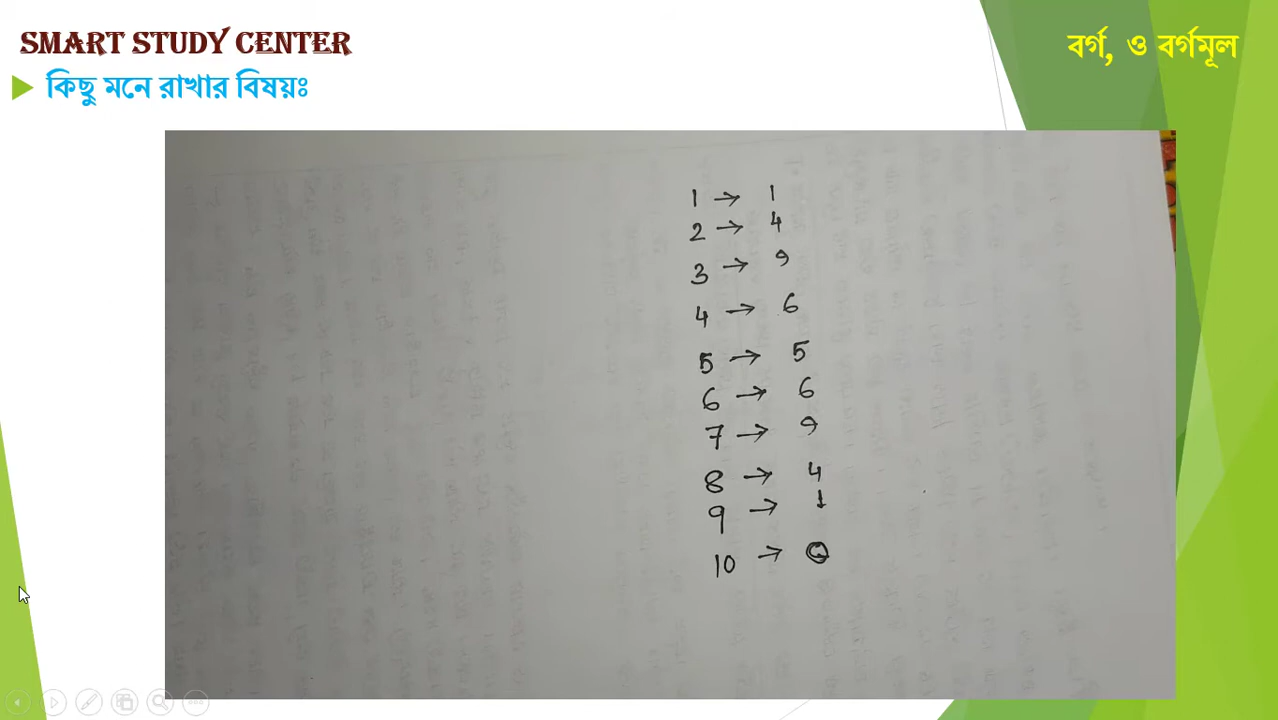 SMART STUDY CENTER
বর্গ, ও বর্গমূল
কিছু মনে রাখার বিষয়ঃ
1 → 1
2 → 4
3 → 9
4 → 6
5 → 5
6 → 6
7 → 9
8 → 4
9 → 1
10 → 0